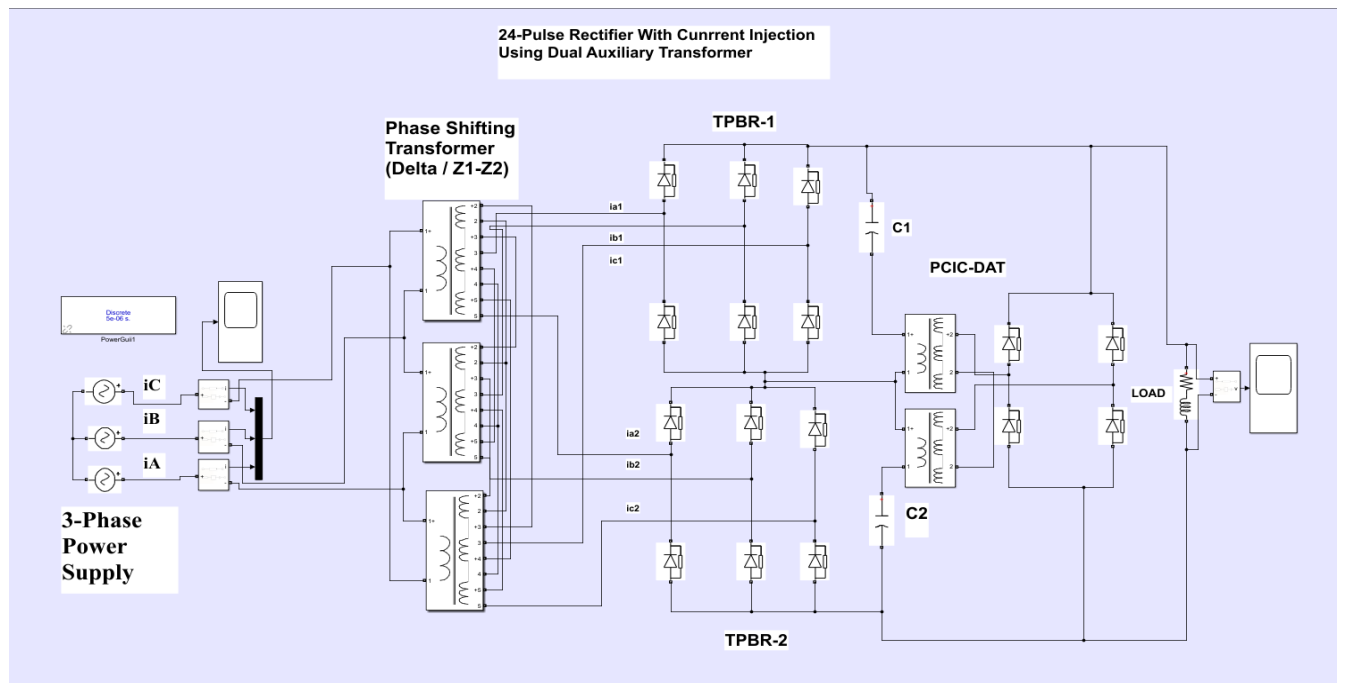 24-Pulse Rectifier With Cunrrent Injection
Using Dual Auxiliary Transformer
Phase Shifting
Transformer
(Delta / Z1-Z2)
TPBR-1
ia1
ib1
ic1
C1
PCIC-DAT
Discrete
5e-06 s.
PowerGui1
iC
iB
iA
LOAD
ia2
ib2
ic2
C2
3-Phase
Power
Supply
TPBR-2